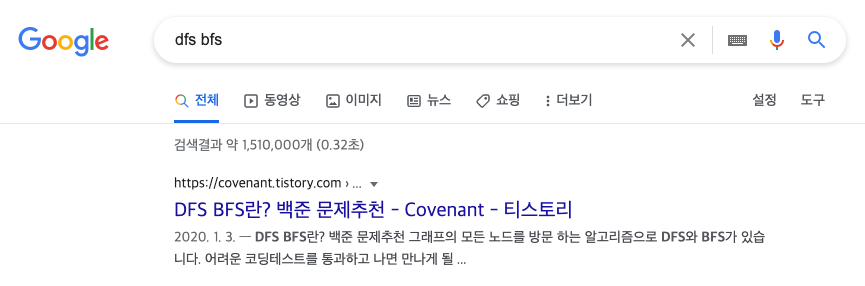 Google
dfs bfs
전체 동영상 이미지 뉴스 쇼핑 더보기 설정 도구
검색결과 약 1,510,000개 (0.32초)
https://covenant.tistory.com › ...
DFS BFS란? 백준 문제추천 - Covenant - 티스토리
2020. 1. 3. — DFS BFS란? 백준 문제추천 그래프의 모든 노드를 방문 하는 알고리즘으로 DFS와 BFS가 있습
니다. 어려운 코딩테스트를 통과하고 나면 만나게 될 ...